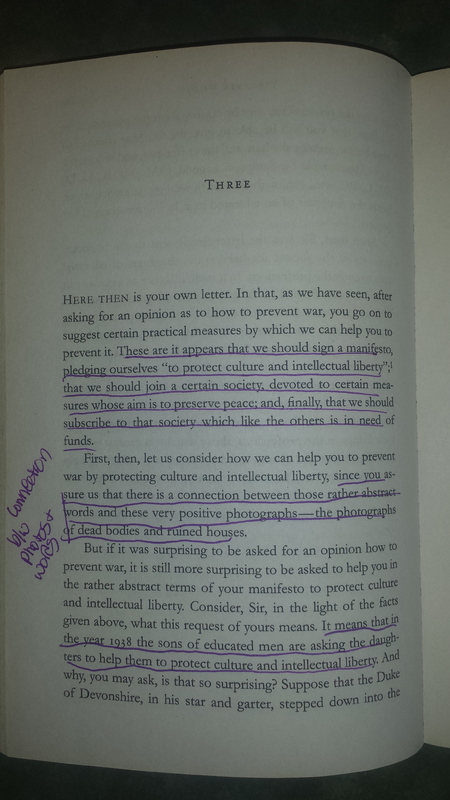 THREE
HERE THEN is your own letter. In that, as we have seen, after
asking for an opinion as to how to prevent war, you go on to
suggest certain practical measures by which we can help you to
prevent it. These are it appears that we should sign a manifesto,
pledging ourselves “to protect culture and intellectual liberty”;¹
that we should join a certain society, devoted to certain mea-
sures whose aim is to preserve peace; and, finally, that we should
subscribe to that society which like the others is in need of
funds.
First, then, let us consider how we can help you to prevent
war by protecting culture and intellectual liberty, since you as-
sure us that there is a connection between those rather abstract
words and these very positive photographs—the photographs
of dead bodies and ruined houses.
b/w connection
photos +
words
But if it was surprising to be asked for an opinion how to
prevent war, it is still more surprising to be asked to help you in
the rather abstract terms of your manifesto to protect culture
and intellectual liberty. Consider, Sir, in the light of the facts
given above, what this request of yours means. It means that in
the year 1938 the sons of educated men are asking the daugh-
ters to help them to protect culture and intellectual liberty. And
why, you may ask, is that so surprising? Suppose that the Duke
of Devonshire, in his star and garter, stepped down into the